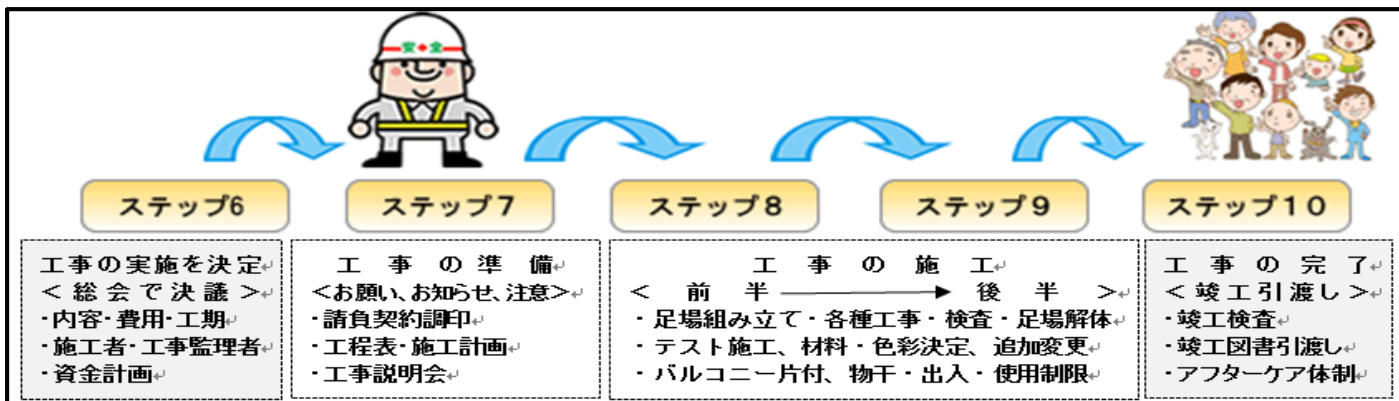 安全
ステップ6
ステップ7
ステップ8
ステップ9
ステップ10
工事の実施を決定
<総会で決議>
・内容・費用・工期
・施工者・工事監理者
・資金計画
工事の準備
<お願い、お知らせ、注意>
・請負契約調印
・工程表・施工計画
・工事説明会
工事の施工
< 前半 → 後半 >
・足場組み立て・各種工事・検査・足場解体
・テスト施工、材料・色彩決定、追加変更
・バルコニー片付、物干・出入・使用制限
工事の完了
<竣工引渡し>
・竣工検査
・竣工図書引渡し
・アフターケア体制